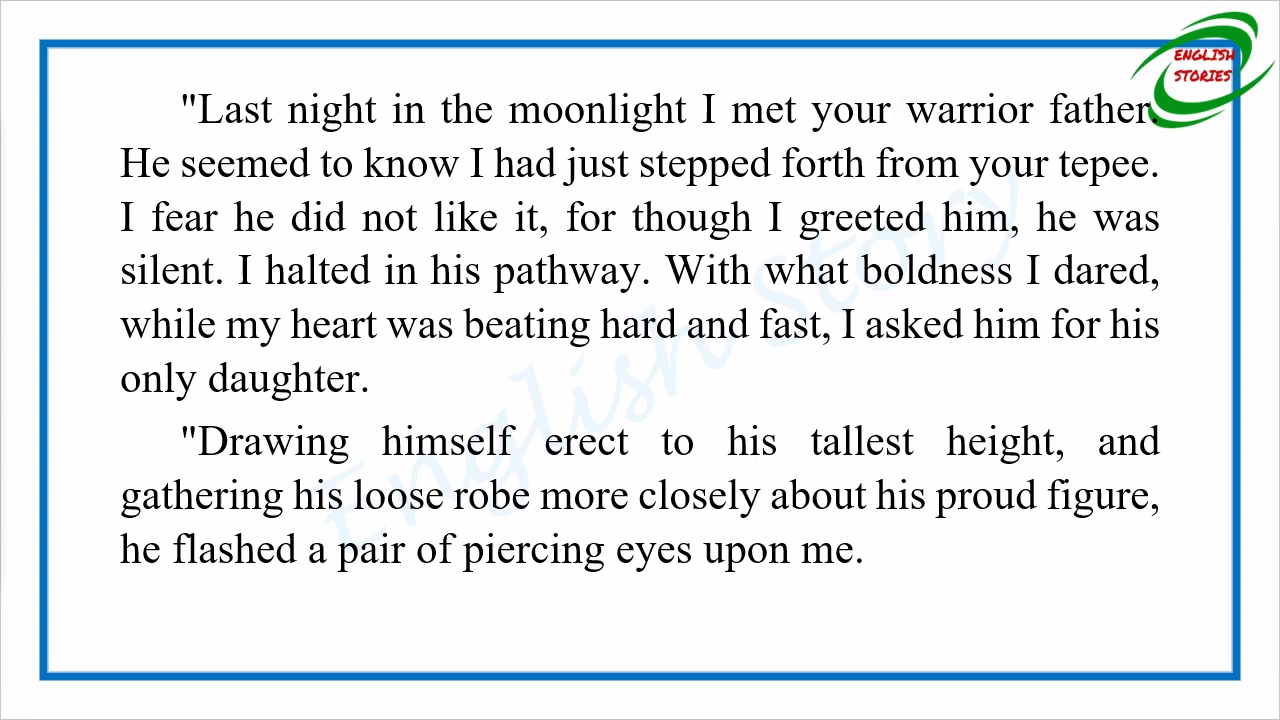 ENGLISH
STORIES
"Last night in the moonlight I met your warrior father.
He seemed to know I had just stepped forth from your tepee.
I fear he did not like it, for though I greeted him, he was
silent. I halted in his pathway. With what boldness I dared,
while my heart was beating hard and fast, I asked him for his
only daughter.
"Drawing himself erect to his tallest height, and
gathering his loose robe more closely about his proud figure,
he flashed a pair of piercing eyes upon me.
English Story